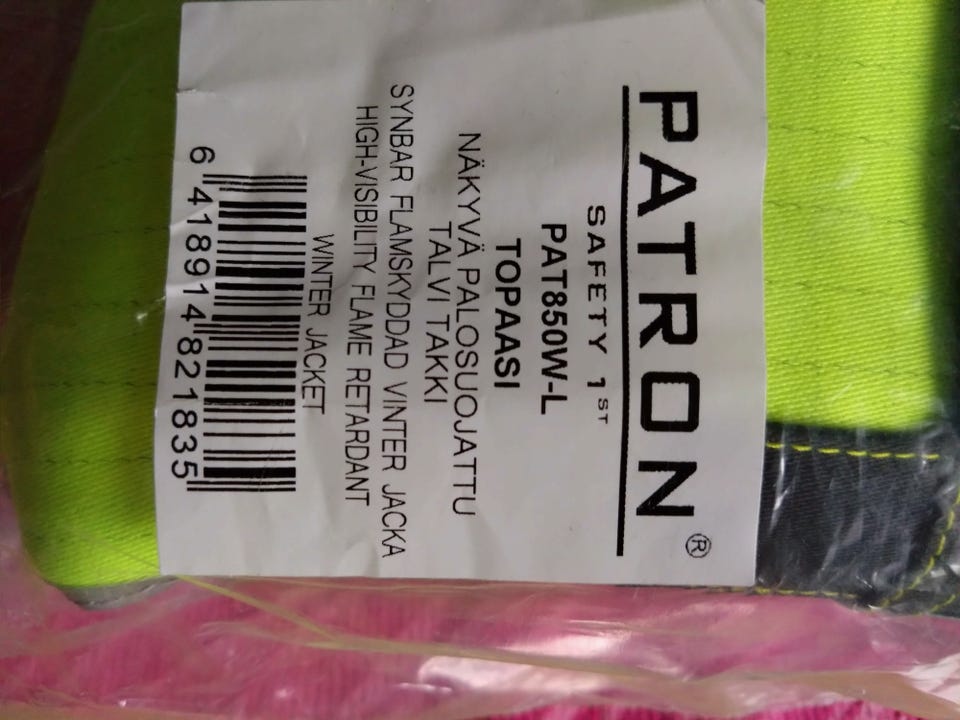 PATRON®
SAFETY 1ST
PAT850W-L
TOPAASI
NÄKYVÄ PALOSUOJATTU
TALVI TAKKI
SYNBAR FLAMSKYDDAD VINTER JACKA
HIGH-VISIBILITY FLAME RETARDANT
WINTER JACKET
6 418914 821835